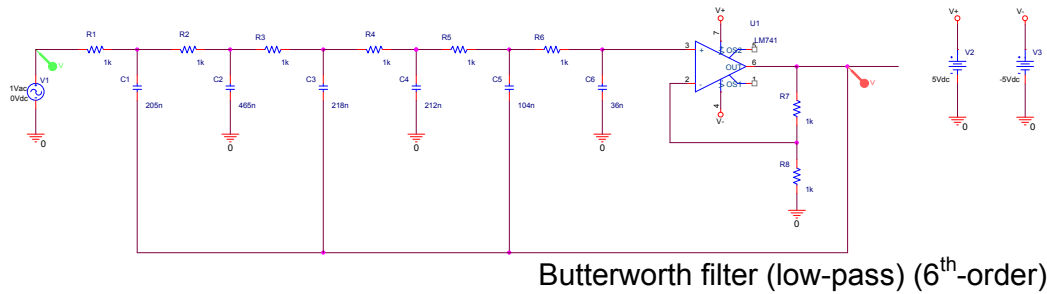 V+
V+
V-
U1
R1
R2
R3
R4
R5
R6
7
LM741
5
OS2
3
+
V
1k
1k
1k
1k
1k
1k
6
OUT
V
V2
V3
V1
C1
C2
C3
C4
C5
C6
2
-
OS1
1
1Vac
0Vdc
5Vdc
-5Vdc
4
R7
205n
465n
218n
212n
104n
36n
V-
1k
0
0
0
0
0
0
R8
1k
0
Butterworth filter (low-pass) (6th-order)